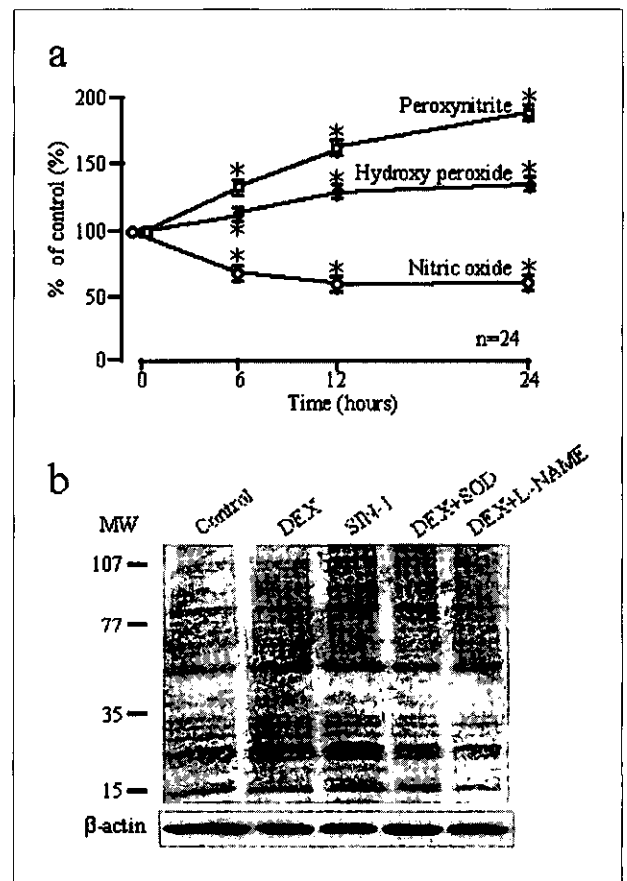 a
200
150
100
50
0
% of control (%)
Peroxynitrite
Hydroxy peroxide
Nitric oxide
n=24
0 6 12 24
Time (hours)
b
MW
Control DEX SIN-1 DEX+SOD DEX+L-NAME
107
77
35
15
β-actin